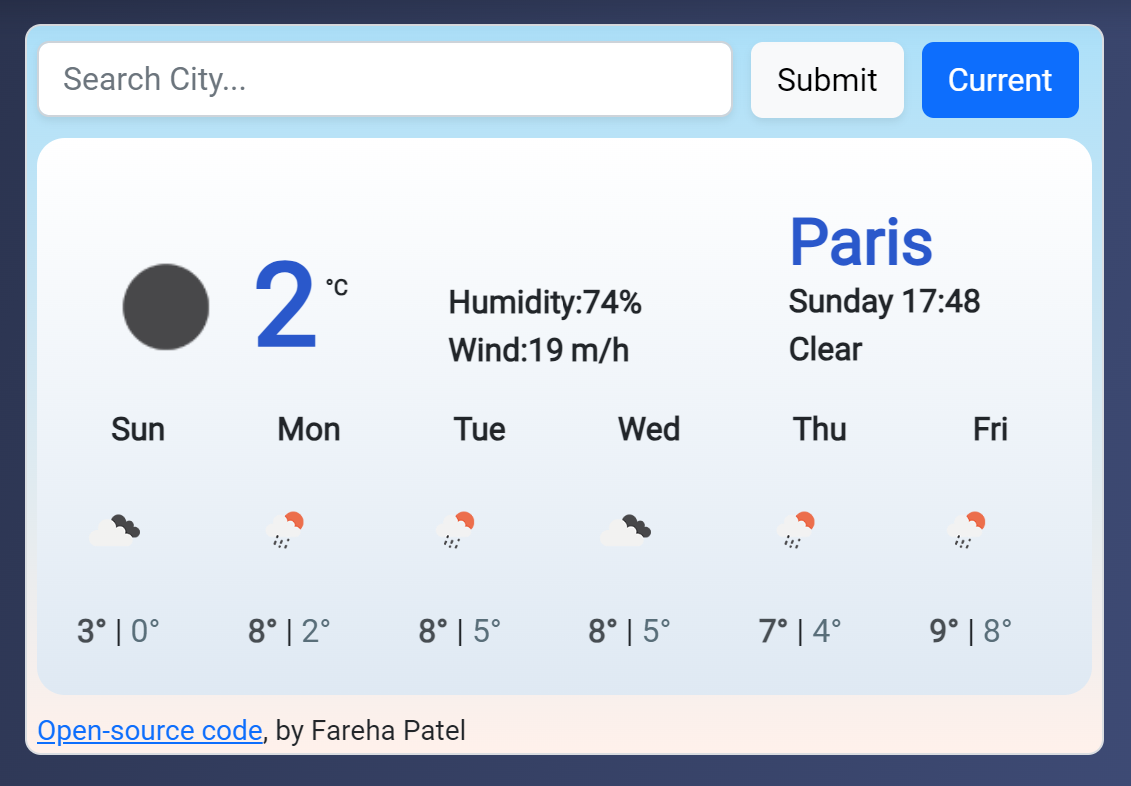 Search City... Submit Current
Paris
2 °C
Humidity:74% Sunday 17:48
Wind:19 m/h Clear
Sun Mon Tue Wed Thu Fri
3° | 0° 8° | 2° 8° | 5° 8° | 5° 7° | 4° 9° | 8°
Open-source code, by Fareha Patel